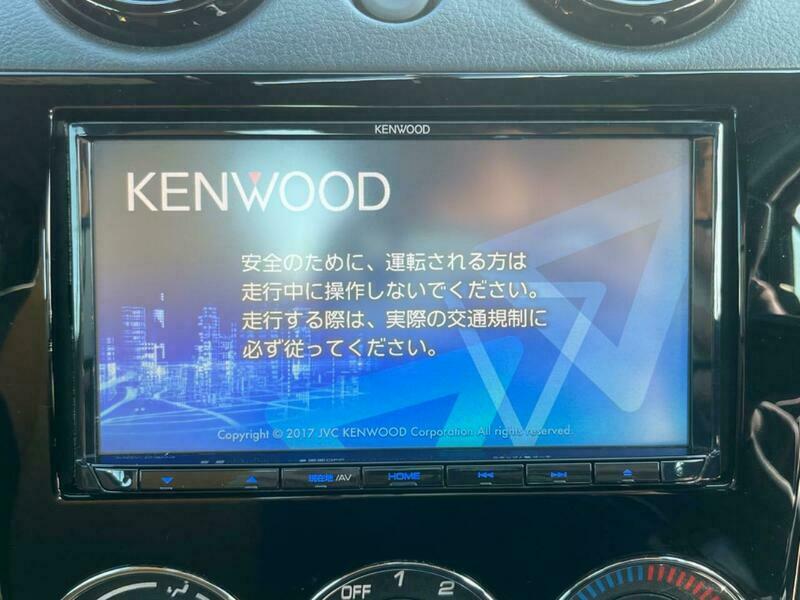 KENWOOD
KENWOOD
安全のために、運転される方は
走行中に操作しないでください。
走行する際は、実際の交通規制に
必ず従ってください。
Copyright © 2017 JVC KENWOOD Corporation All rights reserved.
現在地/AV
HOME
OFF 1 2